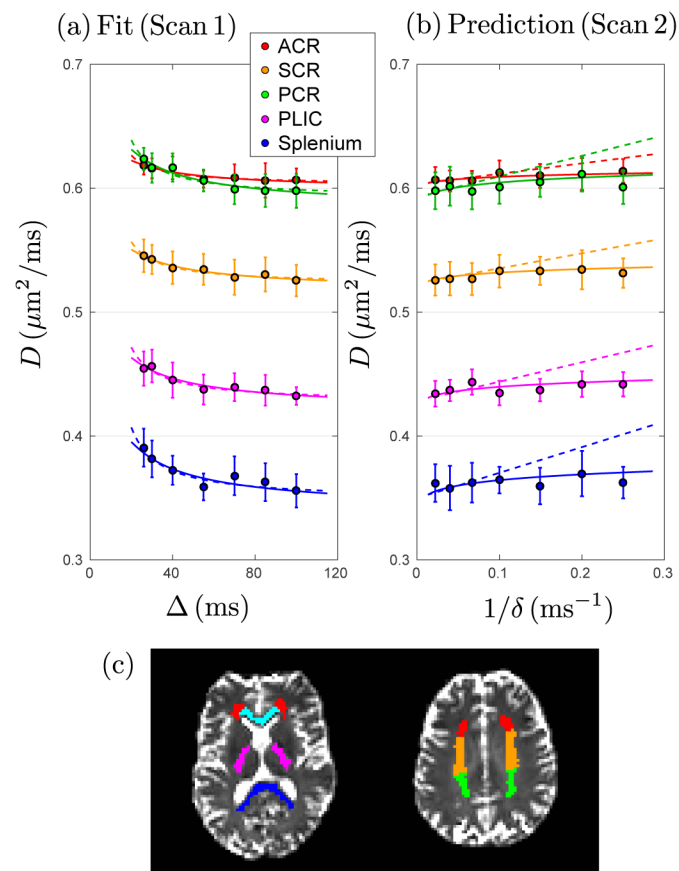 (a) Fit (Scan 1)
(b) Prediction (Scan 2)
ACR
SCR
PCR
PLIC
Splenium
0.7
0.6
0.5
0.4
0.3
D (μm²/ms)
0
40
80
120
Δ (ms)
0.7
0.6
0.5
0.4
0.3
D (μm²/ms)
0
0.1
0.2
0.3
1/δ (ms⁻¹)
(c)